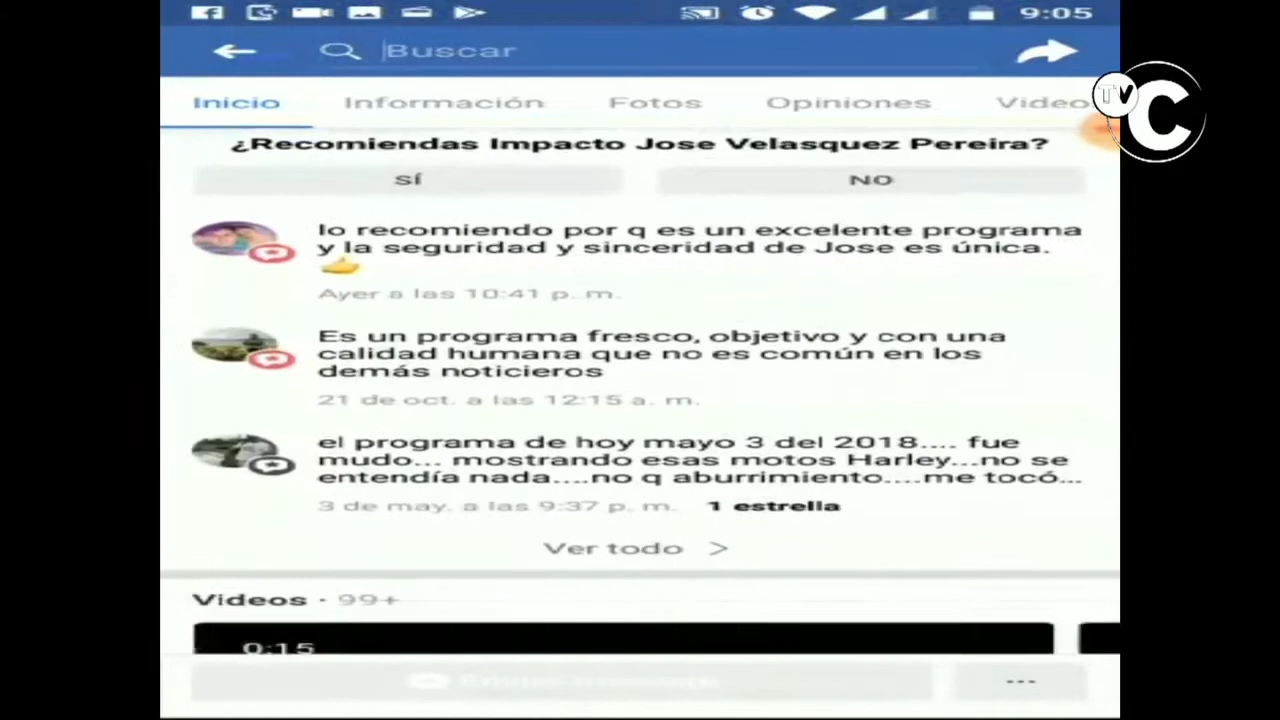 9:05
Buscar
Inicio Información Fotos Opiniones Video
TV C
¿Recomiendas Impacto Jose Velasquez Pereira?
SÍ NO
lo recomiendo por q es un excelente programa
y la seguridad y sinceridad de Jose es única.
Ayer a las 10:41 p. m.
Es un programa fresco, objetivo y con una
calidad humana que no es común en los
demás noticieros
21 de oct. a las 12:15 a. m.
el programa de hoy mayo 3 del 2018.... fue
mudo... mostrando esas motos Harley...no se
entendía nada....no q aburrimiento....me tocó...
3 de may. a las 9:37 p. m. 1 estrella
Ver todo >
Videos · 99+
0:15
...